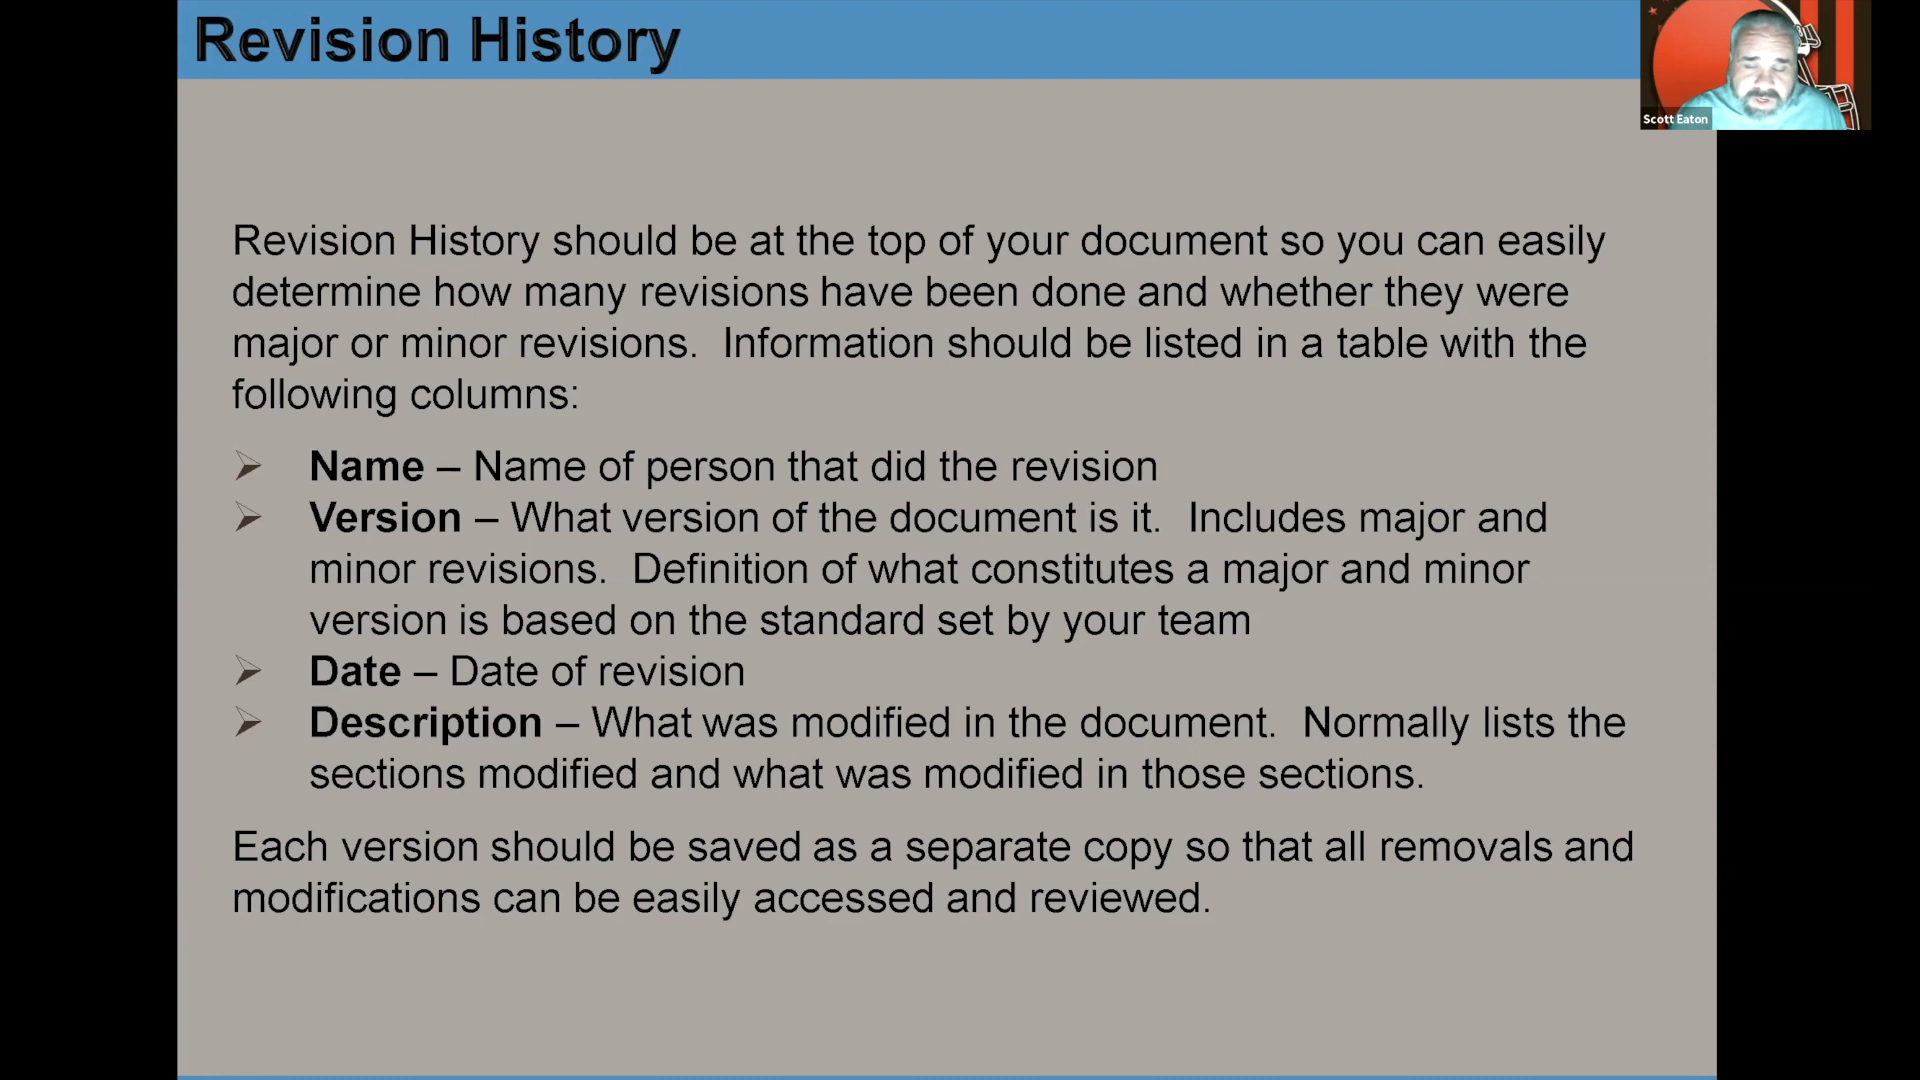 Revision History
Scott Eaton
Revision History should be at the top of your document so you can easily
determine how many revisions have been done and whether they were
major or minor revisions.  Information should be listed in a table with the
following columns:
➢ Name – Name of person that did the revision
➢ Version – What version of the document is it.  Includes major and
minor revisions.  Definition of what constitutes a major and minor
version is based on the standard set by your team
➢ Date – Date of revision
➢ Description – What was modified in the document.  Normally lists the
sections modified and what was modified in those sections.
Each version should be saved as a separate copy so that all removals and
modifications can be easily accessed and reviewed.